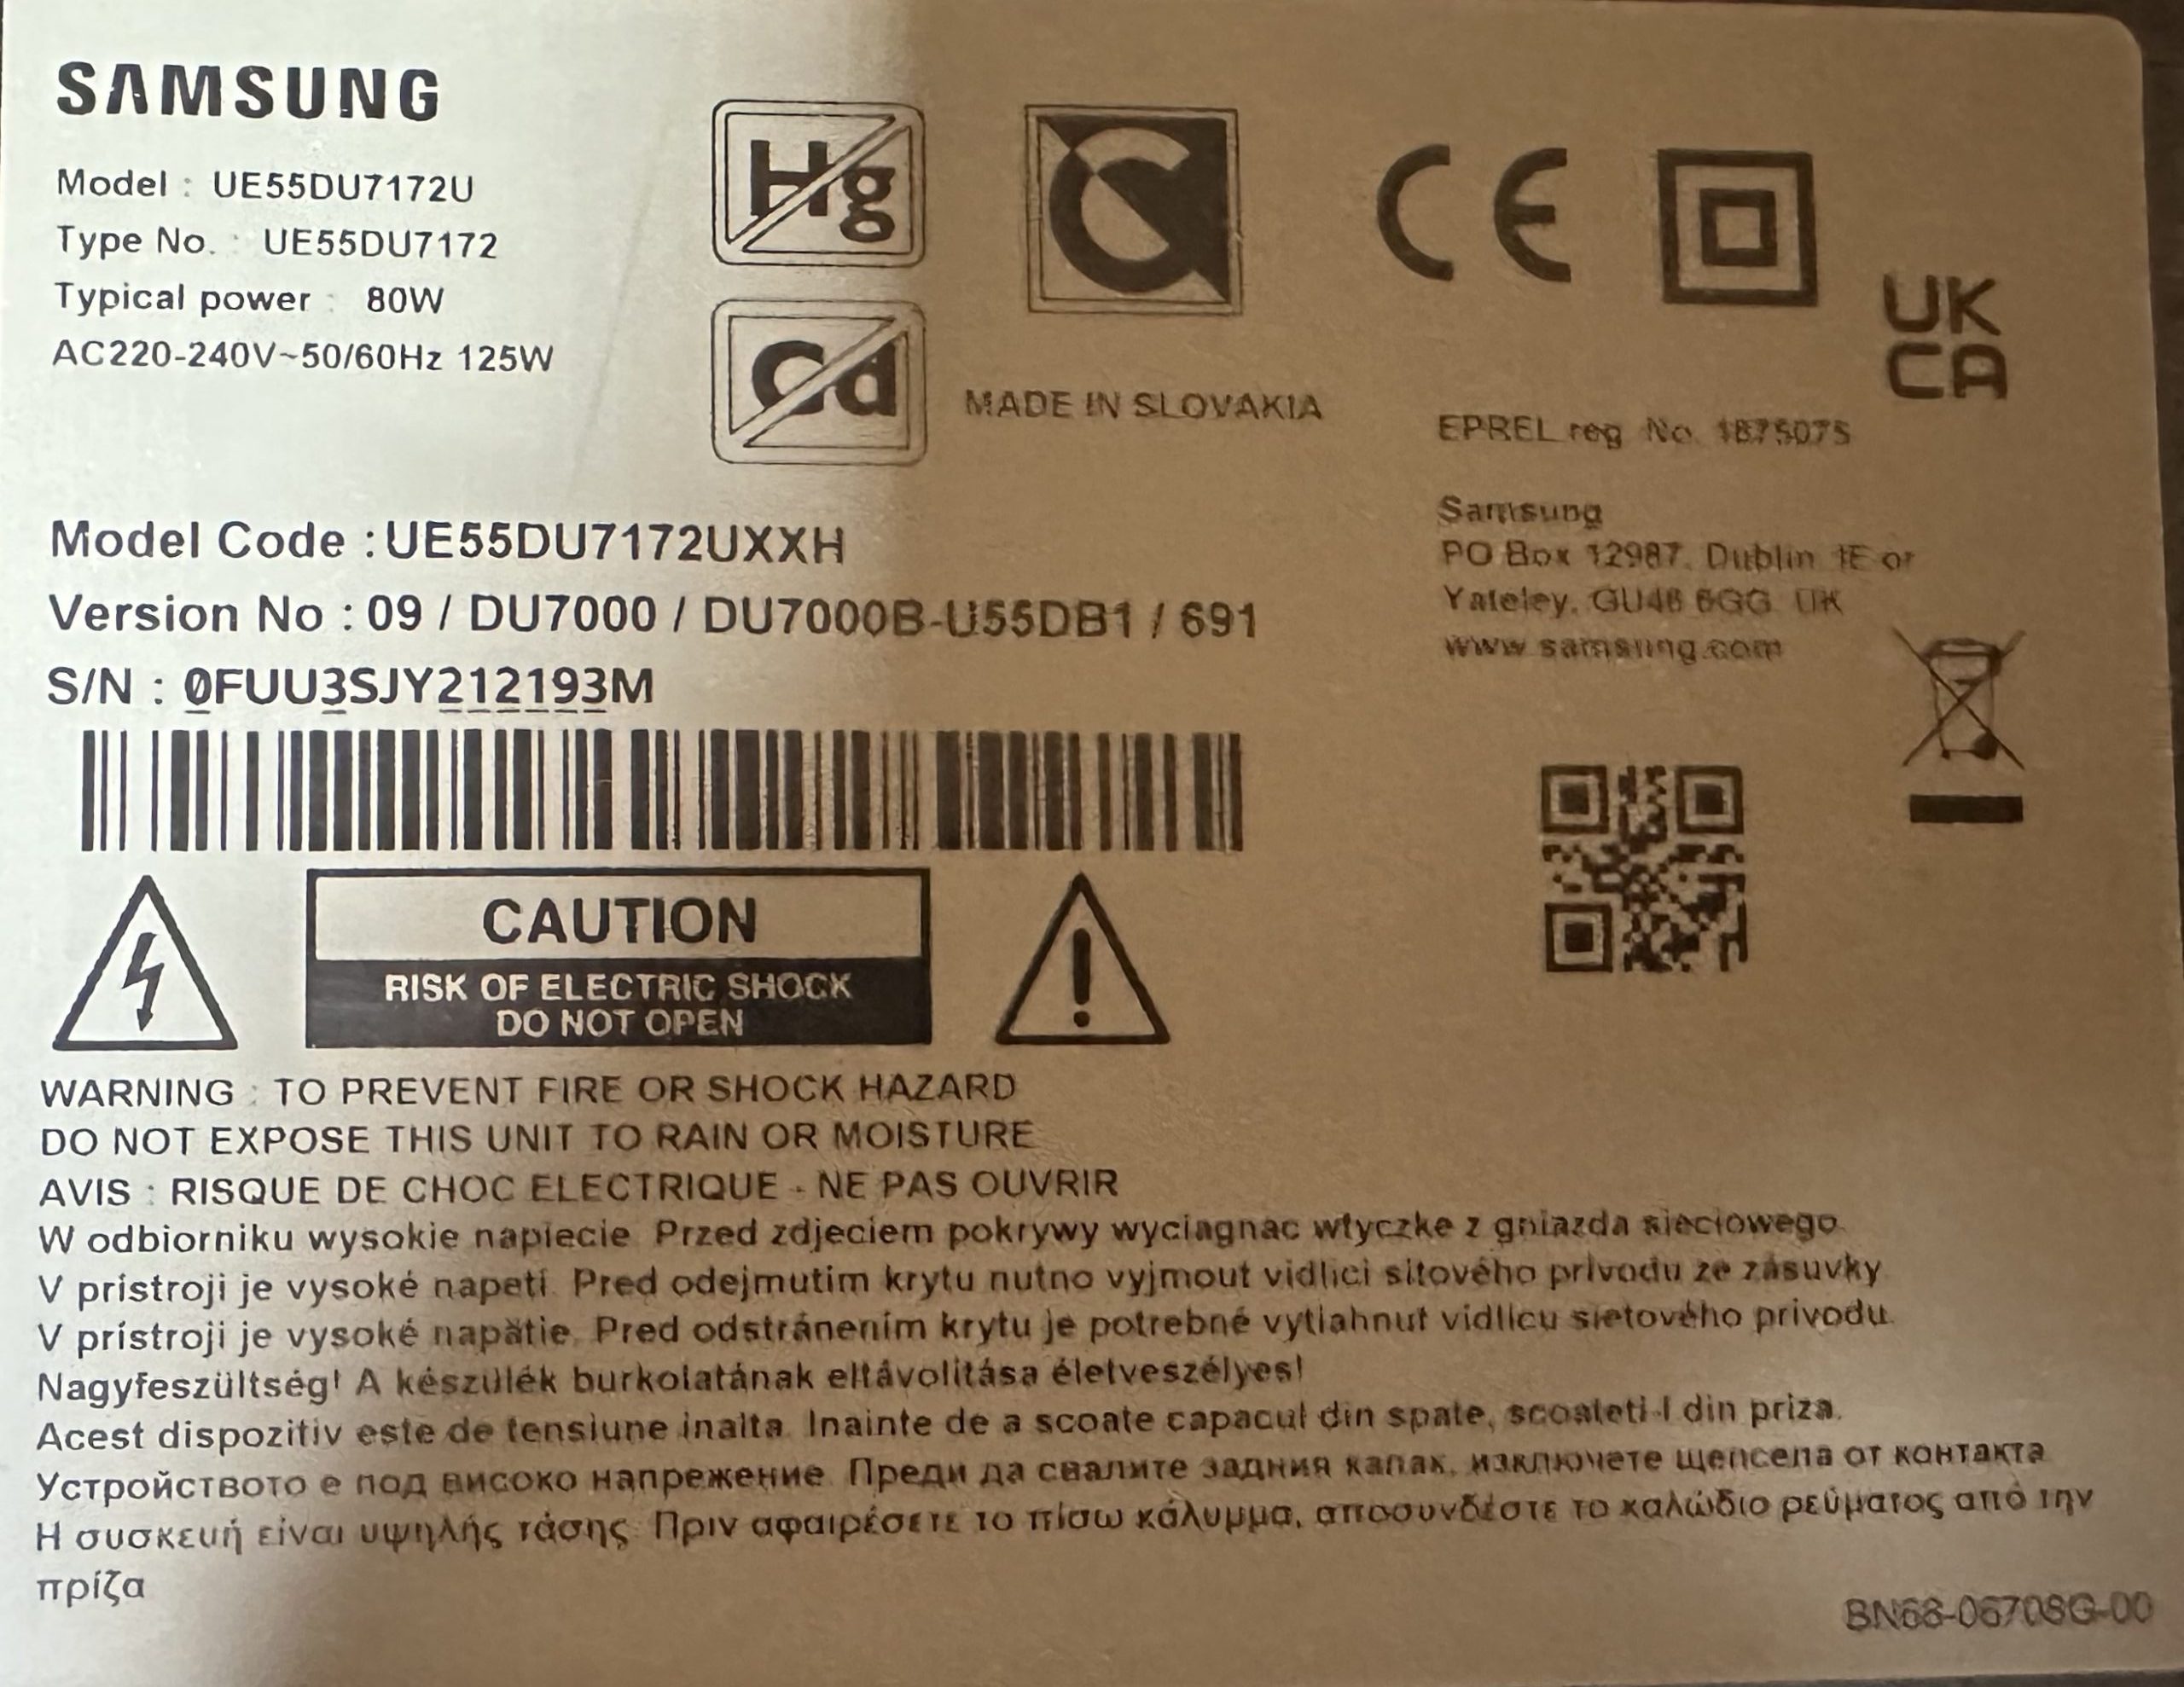 SAMSUNG
Model : UE55DU7172U
Type No. : UE55DU7172
Typical power : 80W
AC220-240V~50/60Hz 125W
Hg
Cd
CE
UK
CA
MADE IN SLOVAKIA
EPREL reg No. 1875075
Samsung
PO Box 12987, Dublin IE or
Yateley, GU46 6GG UK
www.samsung.com
Model Code : UE55DU7172UXXH
Version No : 09 / DU7000 / DU7000B-U55DB1 / 691
S/N : 0FUU3SJY212193M
CAUTION
RISK OF ELECTRIC SHOCK
DO NOT OPEN
WARNING : TO PREVENT FIRE OR SHOCK HAZARD
DO NOT EXPOSE THIS UNIT TO RAIN OR MOISTURE
AVIS : RISQUE DE CHOC ELECTRIQUE - NE PAS OUVRIR
W odbiorniku wysokie napiecie. Przed zdjeciem pokrywy wyciagnac wtyczke z gniazda sieciowego.
V prístroji je vysoké napetí. Pred odejmutím krytu nutno vyjmout vidlici sítového prívodu ze zásuvky
V prístroji je vysoké napätie. Pred odstránením krytu je potrebné vytiahnut vidlicu sietového prívodu.
Nagyfeszültség! A készülék burkolatának eltávolítása életveszélyes!
Acest dispozitiv este de tensiune inalta. Inainte de a scoate capacul din spate, scoateti-l din priza.
Устройството е под високо напрежение. Преди да свалите задния капак, изключете щепсела от контакта
Η συσκευή είναι υψηλής τάσης. Πριν αφαιρέσετε το πίσω κάλυμμα, αποσυνδέστε το καλώδιο ρεύματος από την
πρίζα
BN68-06708G-00